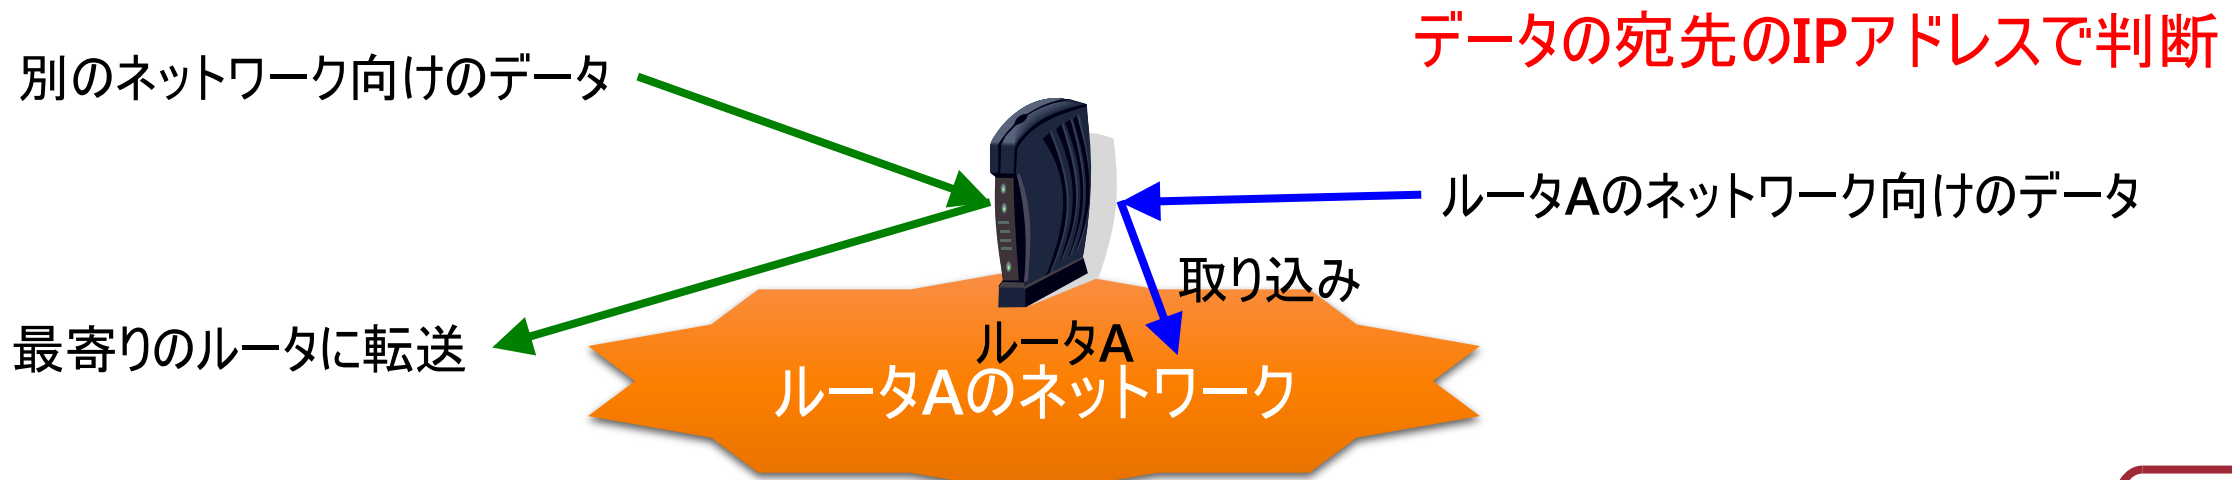 データの宛先のIPアドレスで判断
別のネットワーク向けのデータ
ルータAのネットワーク向けのデータ
取り込み
最寄りのルータに転送
ルータA
ルータAのネットワーク